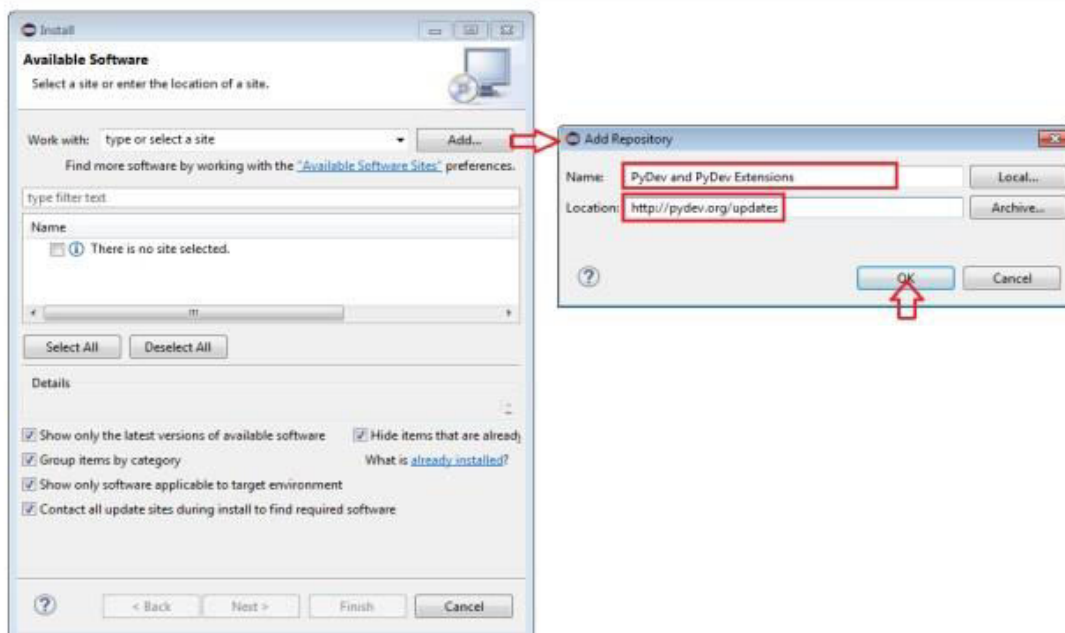 Install
Available Software
Select a site or enter the location of a site.
Work with: type or select a site Add...
Find more software by working with the "Available Software Sites" preferences.
type filter text
Name
There is no site selected.
Select All Deselect All
Details
Show only the latest versions of available software Hide items that are already
Group items by category What is already installed?
Show only software applicable to target environment
Contact all update sites during install to find required software
< Back Next > Finish Cancel
Add Repository
Name: PyDev and PyDev Extensions Local...
Location: http://pydev.org/updates Archive...
OK Cancel